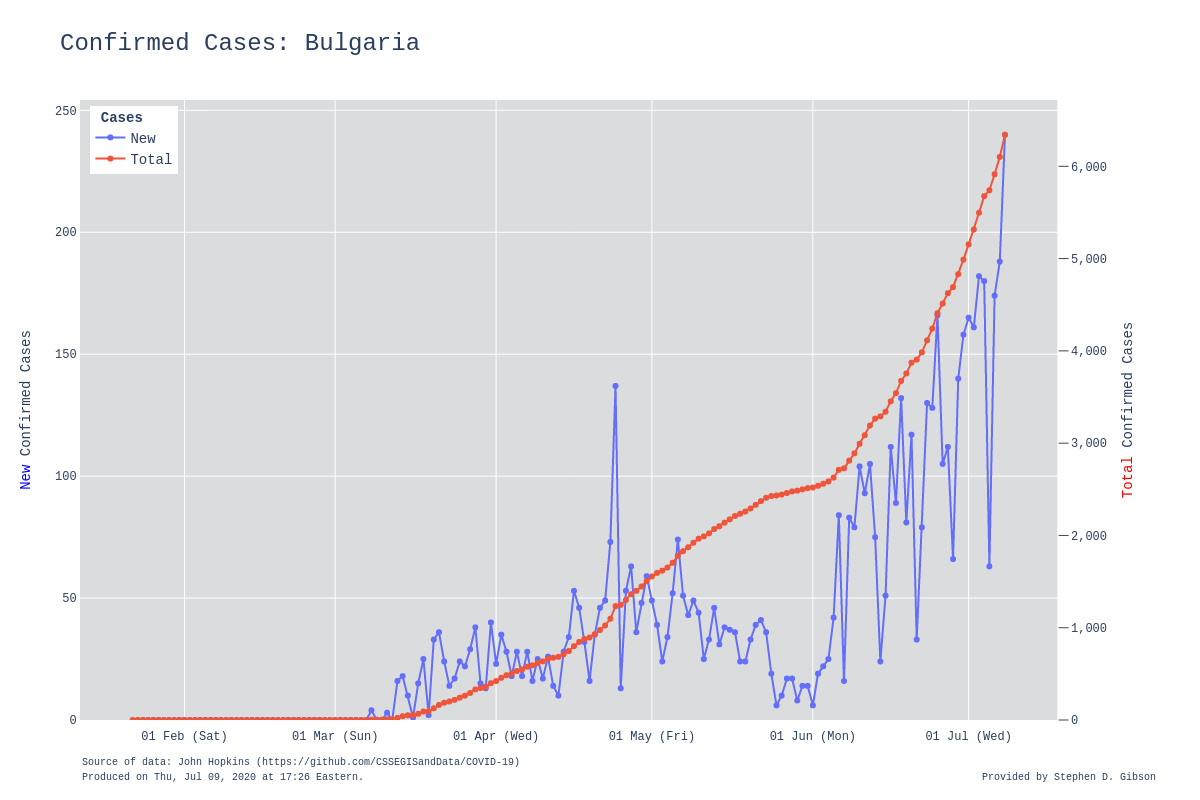 Confirmed Cases: Bulgaria
Cases
New
Total
250
200
150
100
50
0
6,000
5,000
4,000
3,000
2,000
1,000
0
New Confirmed Cases
Total Confirmed Cases
01 Feb (Sat)
01 Mar (Sun)
01 Apr (Wed)
01 May (Fri)
01 Jun (Mon)
01 Jul (Wed)
Source of data: John Hopkins (https://github.com/CSSEGISandData/COVID-19)
Produced on Thu, Jul 09, 2020 at 17:26 Eastern.
Provided by Stephen D. Gibson